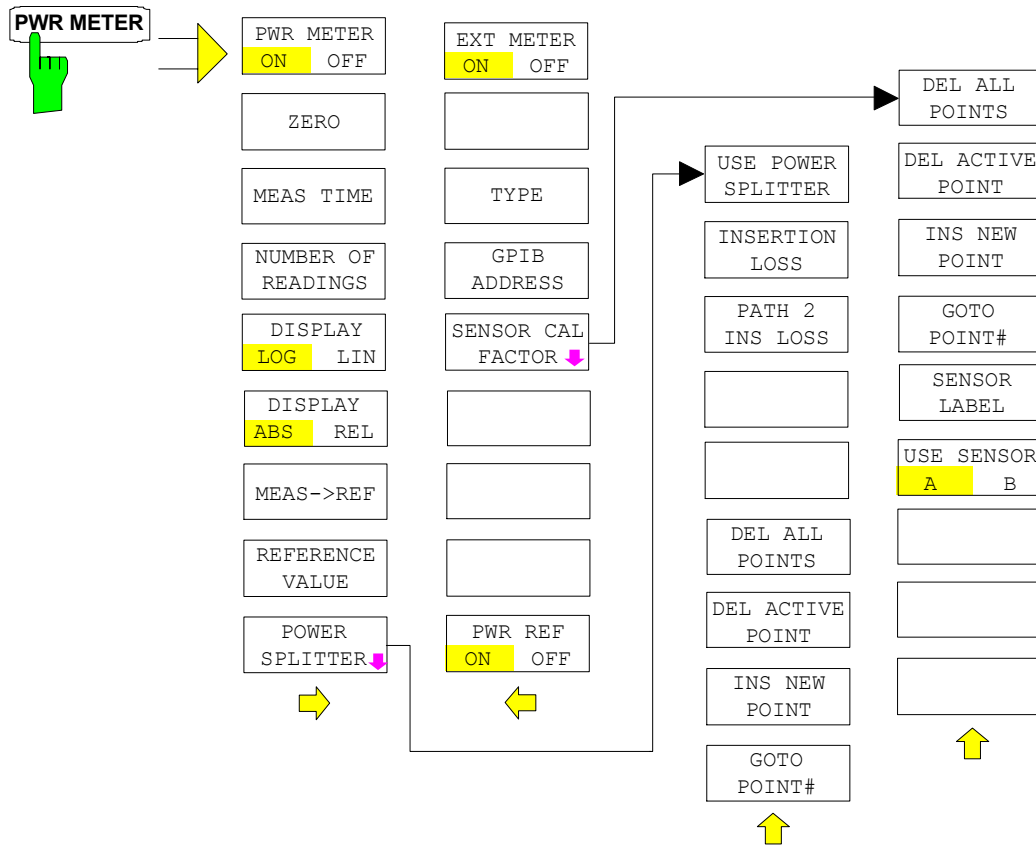 PWR METER
PWR METER
ON OFF
ZERO
MEAS TIME
NUMBER OF
READINGS
DISPLAY
LOG LIN
DISPLAY
ABS REL
MEAS->REF
REFERENCE
VALUE
POWER
SPLITTER
EXT METER
ON OFF
TYPE
GPIB
ADDRESS
SENSOR CAL
FACTOR
PWR REF
ON OFF
USE POWER
SPLITTER
INSERTION
LOSS
PATH 2
INS LOSS
DEL ALL
POINTS
DEL ACTIVE
POINT
INS NEW
POINT
GOTO
POINT#
DEL ALL
POINTS
DEL ACTIVE
POINT
INS NEW
POINT
GOTO
POINT#
SENSOR
LABEL
USE SENSOR
A B